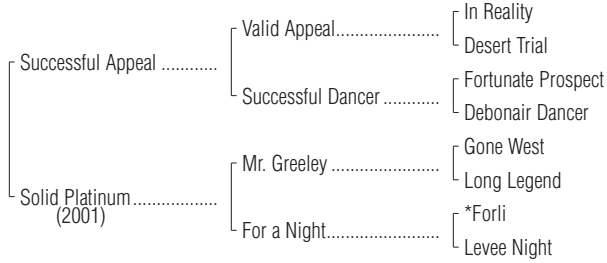 In Reality
Valid Appeal........................
Desert Trial
Successful Appeal ............
Fortunate Prospect
Successful Dancer ............
Debonair Dancer
Gone West
Mr. Greeley .........................
Long Legend
Solid Platinum..................
(2001)
*Forli
For a Night..........................
Levee Night